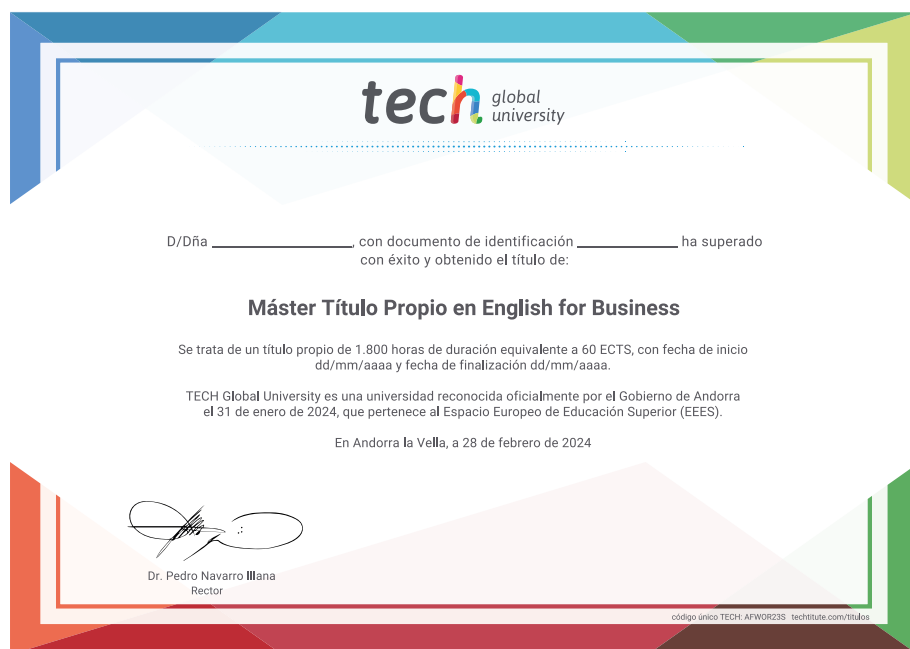 tech global university
D/Dña ____________________, con documento de identificación ______________ ha superado
con éxito y obtenido el título de:
Máster Título Propio en English for Business
Se trata de un título propio de 1.800 horas de duración equivalente a 60 ECTS, con fecha de inicio
dd/mm/aaaa y fecha de finalización dd/mm/aaaa.
TECH Global University es una universidad reconocida oficialmente por el Gobierno de Andorra
el 31 de enero de 2024, que pertenece al Espacio Europeo de Educación Superior (EEES).
En Andorra la Vella, a 28 de febrero de 2024
Dr. Pedro Navarro Illana
Rector
código único TECH: AFWOR23S techtitute.com/titulos